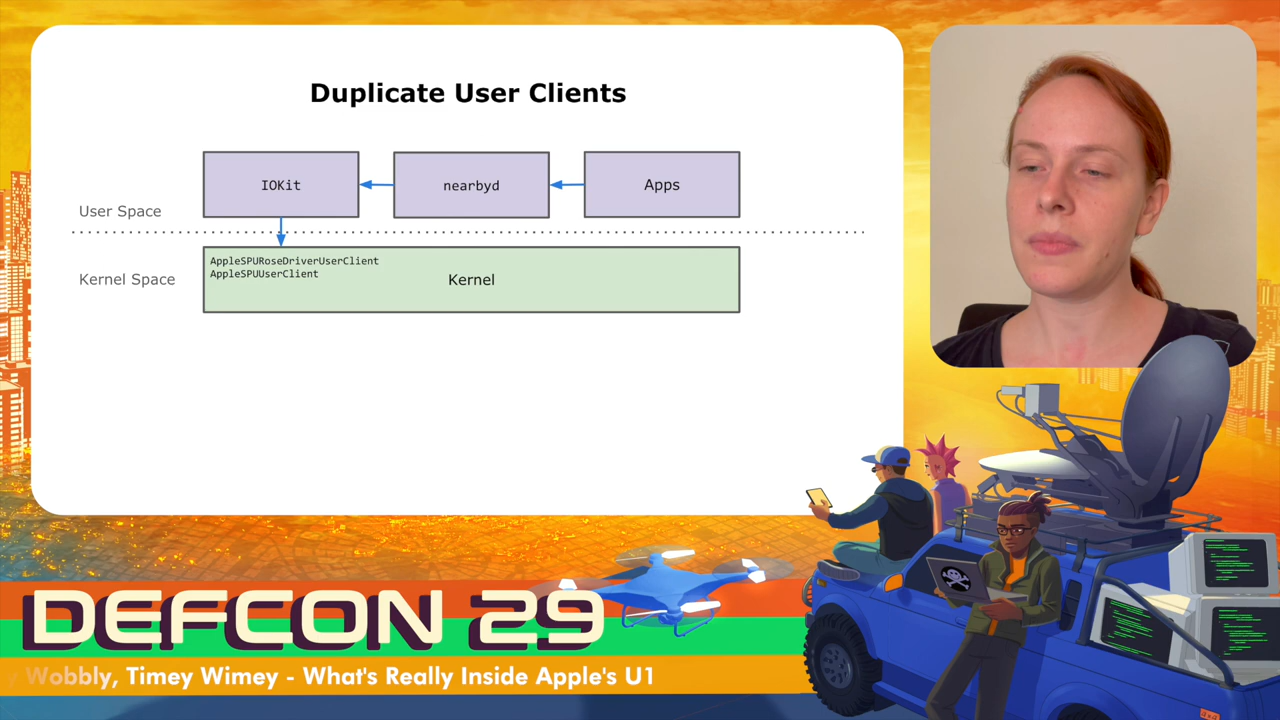 Duplicate User Clients
IOKit
nearbyd
Apps
User Space
Kernel Space
AppleSPURoseDriverUserClient
AppleSPUUserClient
Kernel
DEFCON 29
Wobbly, Timey Wimey - What's Really Inside Apple's U1